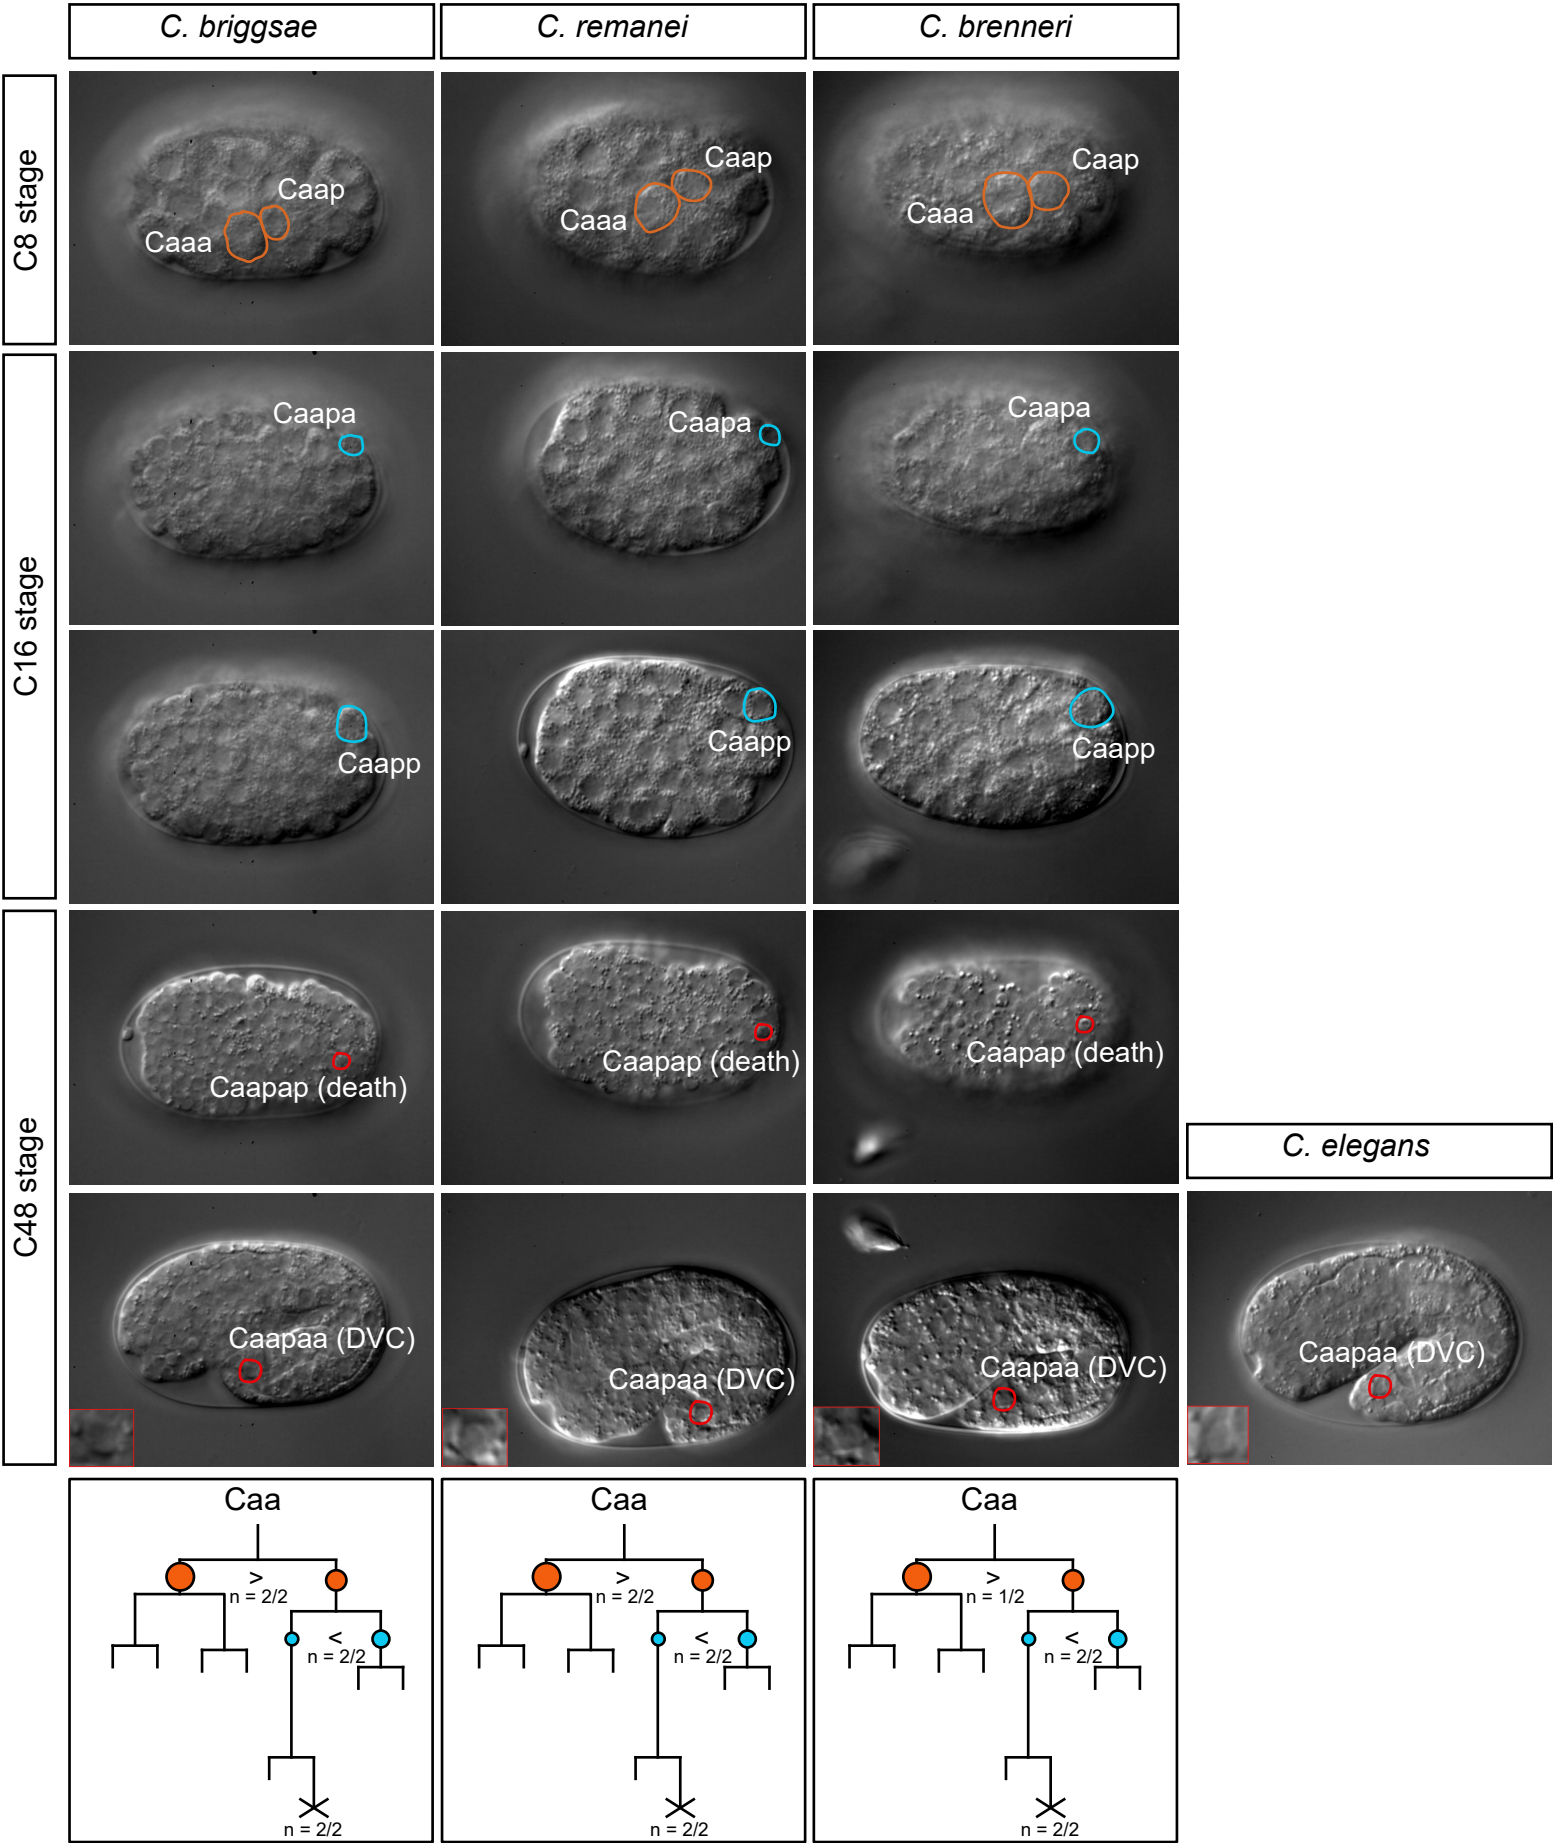 C. briggsae
C. remanei
C. brenneri
C8 stage
Caap
Caaa
Caap
Caaa
Caap
Caaa
C16 stage
Caapa
Caapa
Caapa
Caapp
Caapp
Caapp
C48 stage
Caapap (death)
Caapap (death)
Caapap (death)
C. elegans
Caapaa (DVC)
Caapaa (DVC)
Caapaa (DVC)
Caapaa (DVC)
Caa
>
n = 2/2
<
n = 2/2
n = 2/2
Caa
>
n = 2/2
<
n = 2/2
n = 2/2
Caa
>
n = 1/2
<
n = 2/2
n = 2/2